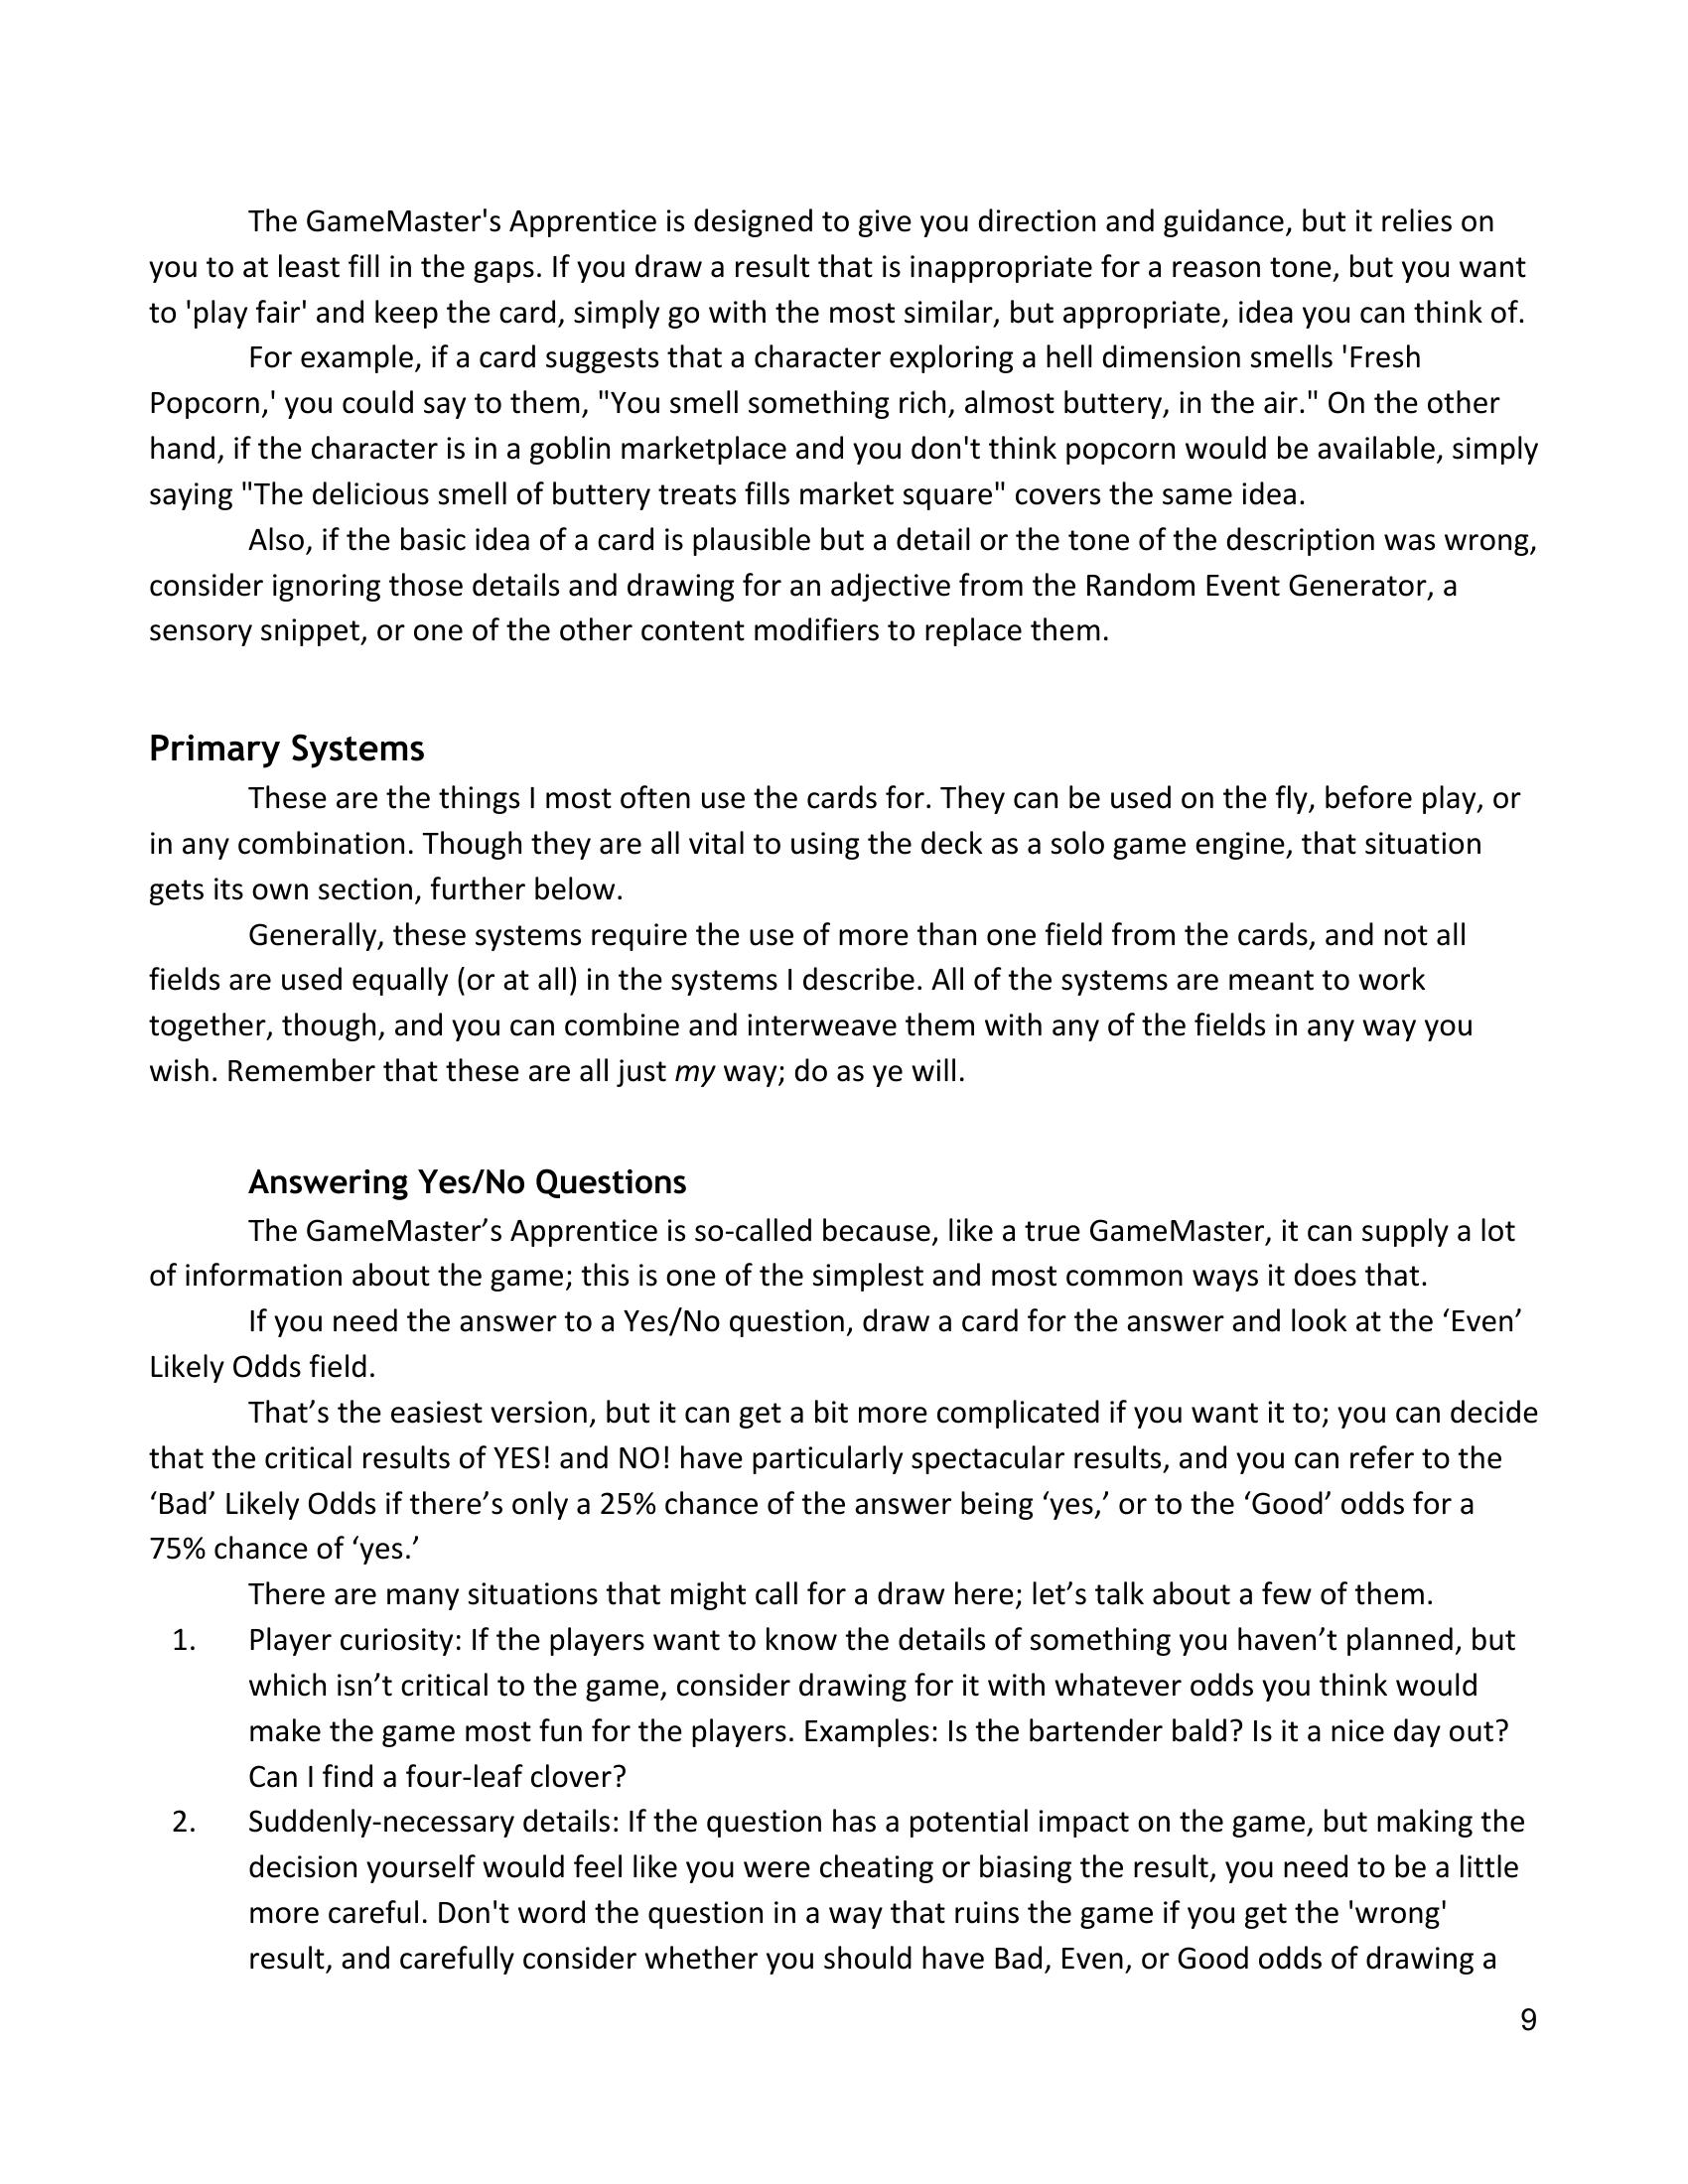 The GameMaster's Apprentice is designed to give you direction and guidance, but it relies on
you to at least fill in the gaps. If you draw a result that is inappropriate for a reason tone, but you want
to 'play fair' and keep the card, simply go with the most similar, but appropriate, idea you can think of.
For example, if a card suggests that a character exploring a hell dimension smells 'Fresh
Popcorn,' you could say to them, "You smell something rich, almost buttery, in the air." On the other
hand, if the character is in a goblin marketplace and you don't think popcorn would be available, simply
saying "The delicious smell of buttery treats fills market square" covers the same idea.
Also, if the basic idea of a card is plausible but a detail or the tone of the description was wrong,
consider ignoring those details and drawing for an adjective from the Random Event Generator, a
sensory snippet, or one of the other content modifiers to replace them.
Primary Systems
These are the things I most often use the cards for. They can be used on the fly, before play, or
in any combination. Though they are all vital to using the deck as a solo game engine, that situation
gets its own section, further below.
Generally, these systems require the use of more than one field from the cards, and not all
fields are used equally (or at all) in the systems I describe. All of the systems are meant to work
together, though, and you can combine and interweave them with any of the fields in any way you
wish. Remember that these are all just my way; do as ye will.
Answering Yes/No Questions
The GameMaster’s Apprentice is so-called because, like a true GameMaster, it can supply a lot
of information about the game; this is one of the simplest and most common ways it does that.
If you need the answer to a Yes/No question, draw a card for the answer and look at the ‘Even’
Likely Odds field.
That’s the easiest version, but it can get a bit more complicated if you want it to; you can decide
that the critical results of YES! and NO! have particularly spectacular results, and you can refer to the
‘Bad’ Likely Odds if there’s only a 25% chance of the answer being ‘yes,’ or to the ‘Good’ odds for a
75% chance of ‘yes.’
There are many situations that might call for a draw here; let’s talk about a few of them.
1. Player curiosity: If the players want to know the details of something you haven’t planned, but
which isn’t critical to the game, consider drawing for it with whatever odds you think would
make the game most fun for the players. Examples: Is the bartender bald? Is it a nice day out?
Can I find a four-leaf clover?
2. Suddenly-necessary details: If the question has a potential impact on the game, but making the
decision yourself would feel like you were cheating or biasing the result, you need to be a little
more careful. Don't word the question in a way that ruins the game if you get the 'wrong'
result, and carefully consider whether you should have Bad, Even, or Good odds of drawing a
9